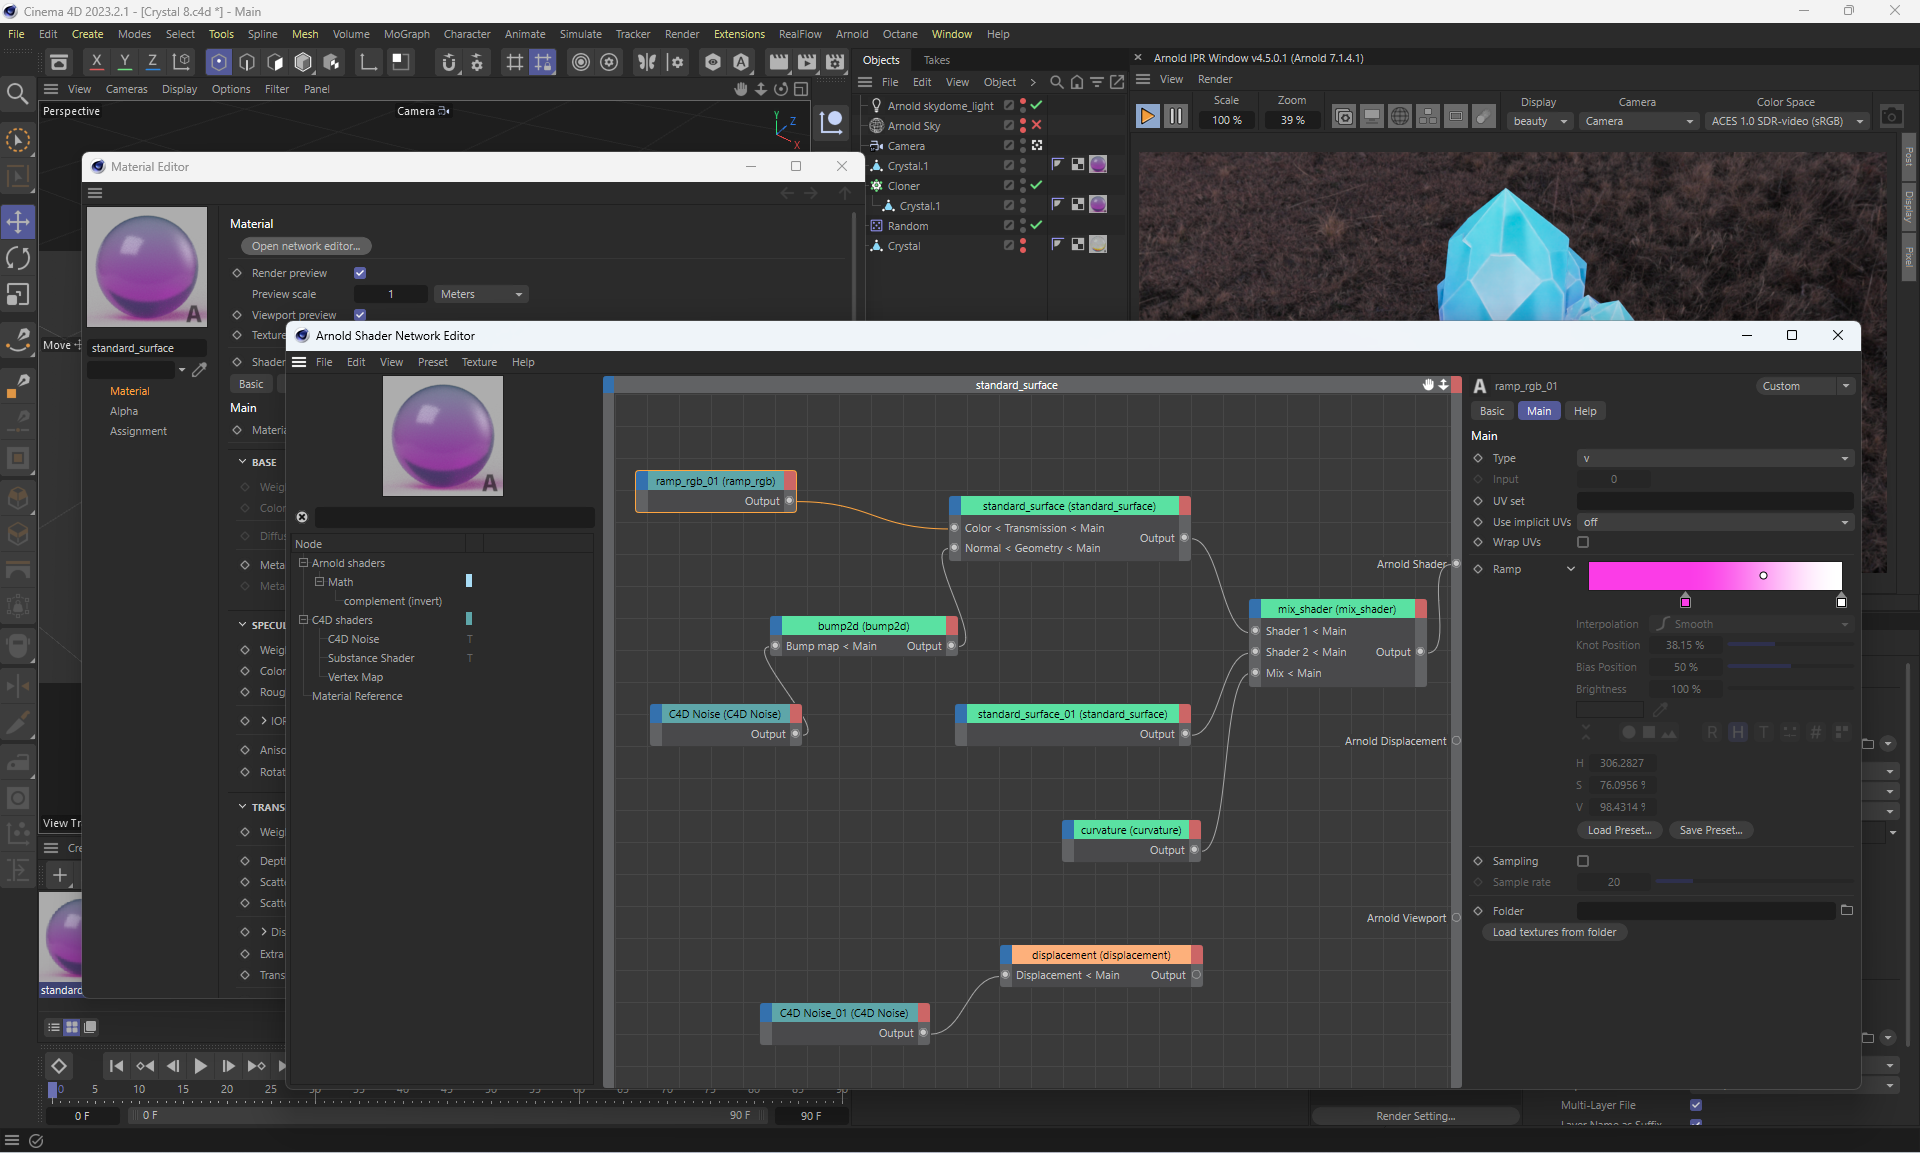 Cinema 4D 2023.2.1 - [Crystal 8.c4d *] - Main
File Edit Create Modes Select Tools Spline Mesh Volume MoGraph Character Animate Simulate Tracker Render Extensions RealFlow Arnold Octane Window Help
X Y Z
Objects Takes
Arnold IPR Window v4.5.0.1 (Arnold 7.1.4.1)
View Cameras Display Options Filter Panel
File Edit View Object
View Render
Perspective
Camera
Y Z X
Scale
100 %
Zoom
39 %
Display
beauty
Camera
Camera
Color Space
ACES 1.0 SDR-video (sRGB)
Post
Display
Pixel
Arnold skydome_light
Arnold Sky
Camera
Crystal.1
Cloner
Crystal.1
Random
Crystal
Material Editor
Material
Open network editor...
Render preview
Preview scale 1 Meters
Viewport preview
Texture
Shader
Basic
Main
Materi
BASE
Weig
Color
Diffu
Meta
Meta
SPECUL
Weig
Color
Roug
IOR
Aniso
Rotat
TRANS
Weig
Depth
Scatte
Scatte
Dis
Extra
Trans
A
standard_surface
Material
Alpha
Assignment
Move
View Tr
Cre
standard
Arnold Shader Network Editor
File Edit View Preset Texture Help
A
Node
Arnold shaders
Math
complement (invert)
C4D shaders
C4D Noise T
Substance Shader T
Vertex Map
Material Reference
standard_surface
ramp_rgb_01 (ramp_rgb)
Output
standard_surface (standard_surface)
Color < Transmission < Main
Normal < Geometry < Main
Output
Arnold Shader
mix_shader (mix_shader)
Shader 1 < Main
Shader 2 < Main Output
Mix < Main
bump2d (bump2d)
Bump map < Main Output
C4D Noise (C4D Noise)
Output
standard_surface_01 (standard_surface)
Output
Arnold Displacement
curvature (curvature)
Output
Arnold Viewport
displacement (displacement)
Displacement < Main Output
C4D Noise_01 (C4D Noise)
Output
A ramp_rgb_01 Custom
Basic Main Help
Main
Type v
Input 0
UV set
Use implicit UVs off
Wrap UVs
Ramp
Interpolation Smooth
Knot Position 38.15 %
Bias Position 50 %
Brightness 100 %
R H T #
H 306.2827
S 76.0956 %
V 98.4314 %
Load Preset... Save Preset...
Sampling
Sample rate 20
Folder
Load textures from folder
0 5 10 15 20 25
0 F 0 F 90 F 90 F
Render Setting...
Multi-Layer File
Layer Name as Suffix